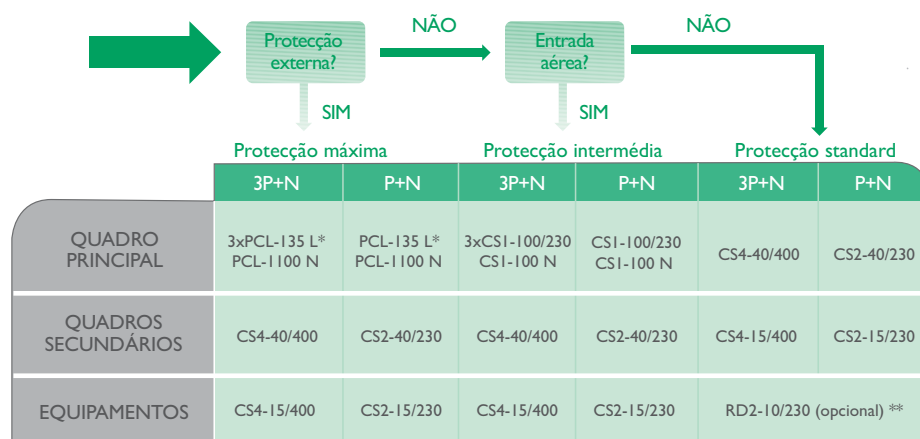 NÃO
NÃO
Protecção
externa?
Entrada
aérea?
SIM
SIM
Protecção máxima
Protecção intermédia
Protecção standard
3P+N
P+N
3P+N
P+N
3P+N
P+N
QUADRO
PRINCIPAL
3xPCL-135 L*
PCL-1100 N
PCL-135 L*
PCL-1100 N
3xCS1-100/230
CS1-100 N
CS1-100/230
CS1-100 N
CS4-40/400
CS2-40/230
QUADROS
SECUNDÁRIOS
CS4-40/400
CS2-40/230
CS4-40/400
CS2-40/230
CS4-15/400
CS2-15/230
EQUIPAMENTOS
CS4-15/400
CS2-15/230
CS4-15/400
CS2-15/230
RD2-10/230 (opcional) **